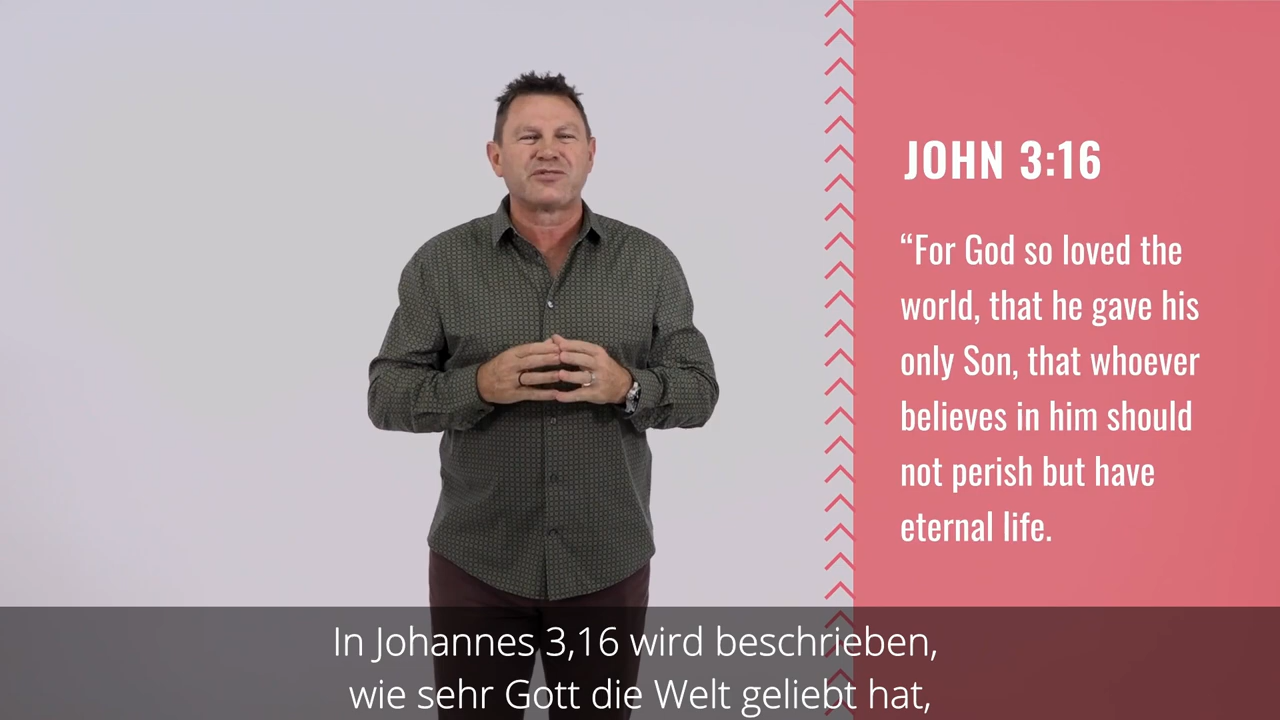 JOHN 3:16
“For God so loved the
world, that he gave his
only Son, that whoever
believes in him should
not perish but have
eternal life.
In Johannes 3,16 wird beschrieben,
wie sehr Gott die Welt geliebt hat,